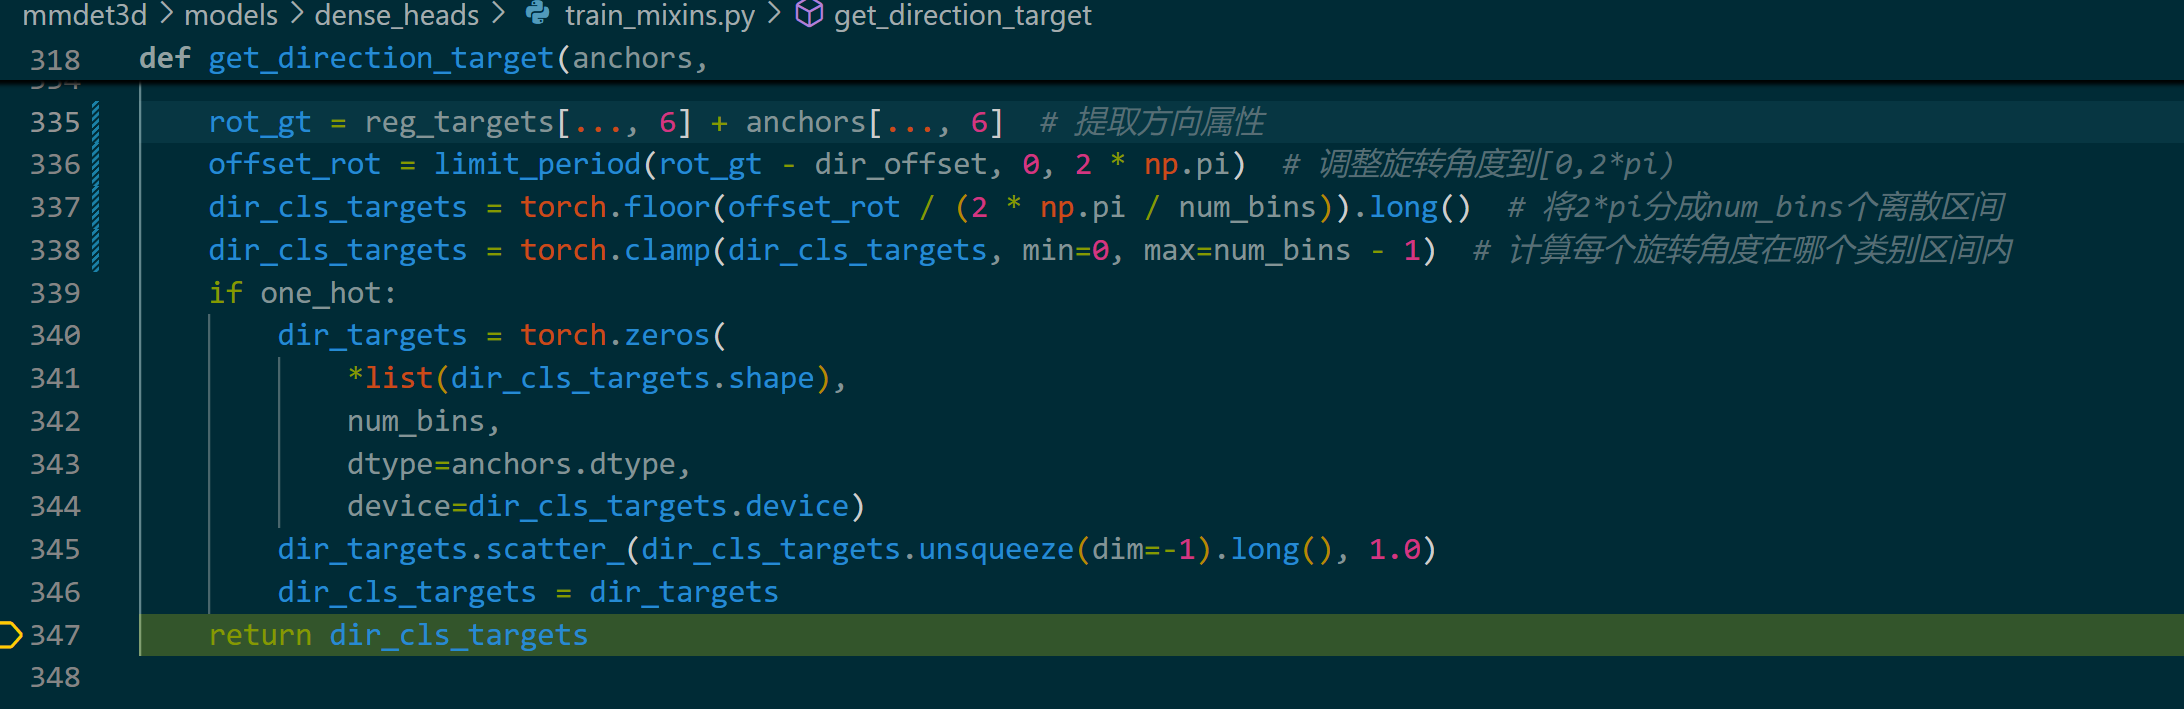 mmdet3d > models > dense_heads > train_mixins.py > get_direction_target
318 def get_direction_target(anchors,
335 rot_gt = reg_targets[..., 6] + anchors[..., 6]  # 提取方向属性
336 offset_rot = limit_period(rot_gt - dir_offset, 0, 2 * np.pi)  # 调整旋转角度到[0,2*pi)
337 dir_cls_targets = torch.floor(offset_rot / (2 * np.pi / num_bins)).long()  # 将2*pi分成num_bins个离散区间
338 dir_cls_targets = torch.clamp(dir_cls_targets, min=0, max=num_bins - 1)  # 计算每个旋转角度在哪个类别区间内
339 if one_hot:
340 dir_targets = torch.zeros(
341 *list(dir_cls_targets.shape),
342 num_bins,
343 dtype=anchors.dtype,
344 device=dir_cls_targets.device)
345 dir_targets.scatter_(dir_cls_targets.unsqueeze(dim=-1).long(), 1.0)
346 dir_cls_targets = dir_targets
347 return dir_cls_targets
348